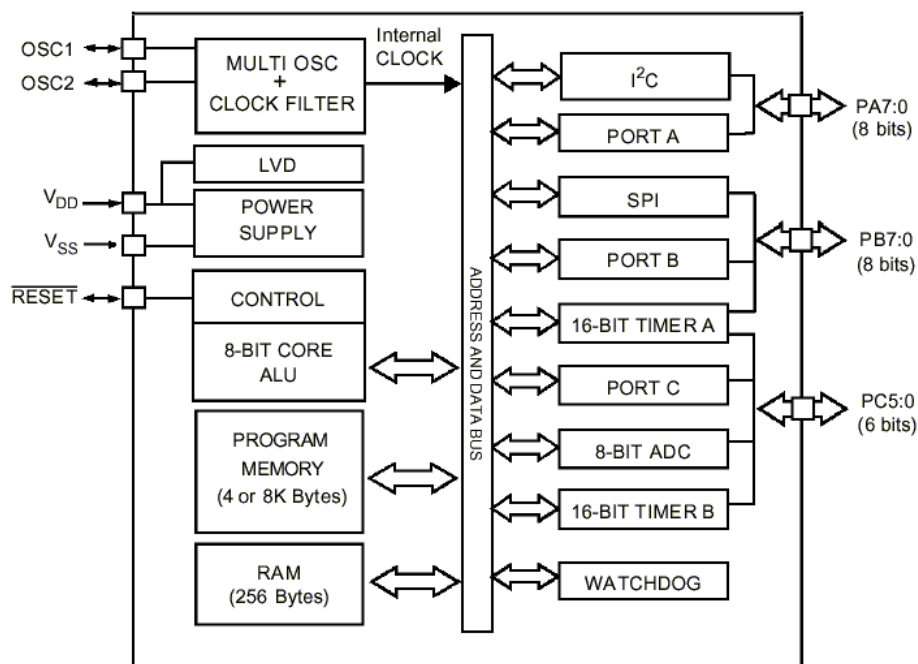 OSC1
OSC2
MULTI OSC
+
CLOCK FILTER
Internal
CLOCK
LVD
VDD
POWER
SUPPLY
VSS
RESET
CONTROL
8-BIT CORE
ALU
PROGRAM
MEMORY
(4 or 8K Bytes)
RAM
(256 Bytes)
ADDRESS AND DATA BUS
I²C
PORT A
PA7:0
(8 bits)
SPI
PORT B
PB7:0
(8 bits)
16-BIT TIMER A
PORT C
PC5:0
(6 bits)
8-BIT ADC
16-BIT TIMER B
WATCHDOG